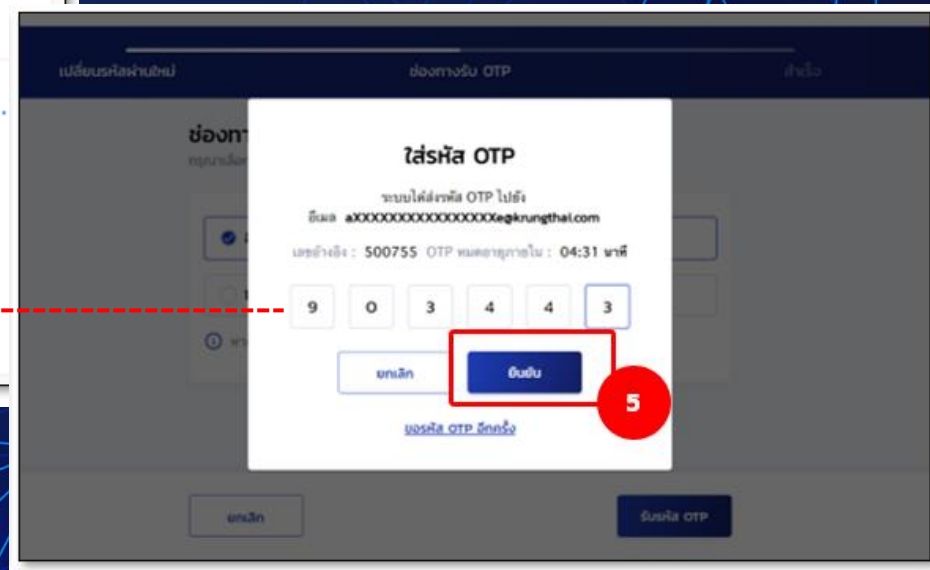 เปลี่ยนรหัสผ่านใหม่
ช่องทางรับ OTP
สำเร็จ
ใส่รหัส OTP
ระบบได้ส่งรหัส OTP ไปยัง
อีเมล aXXXXXXXXXXXXXXXXXe@krungthai.com
เลขอ้างอิง : 500755 OTP หมดอายุภายใน : 04:31 นาที
9 0 3 4 4 3
ยกเลิก
ยืนยัน
5
ขอรหัส OTP อีกครั้ง
ยกเลิก
รับรหัส OTP